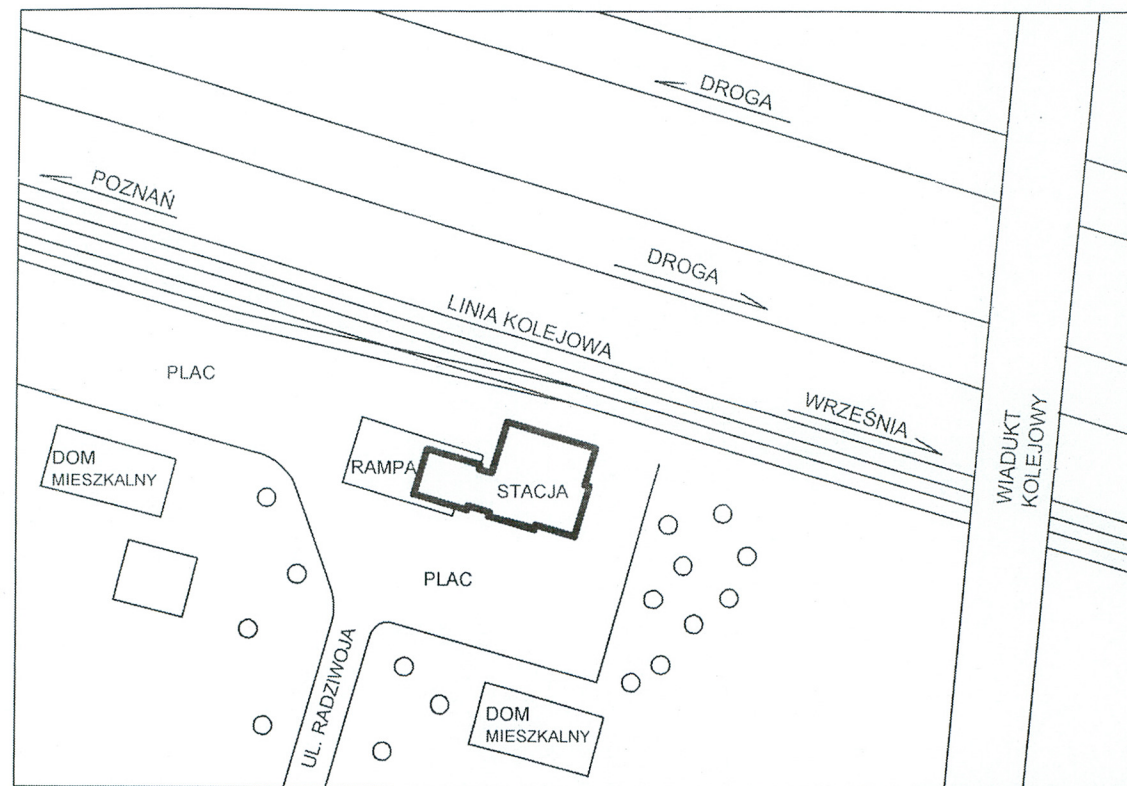 DROGA
POZNAŃ
DROGA
LINIA KOLEJOWA
PLAC
WRZEŚNIA
WIADUKT
KOLEJOWY
DOM
MIESZKALNY
RAMPA
STACJA
PLAC
UL. RADZIWOJA
DOM
MIESZKALNY